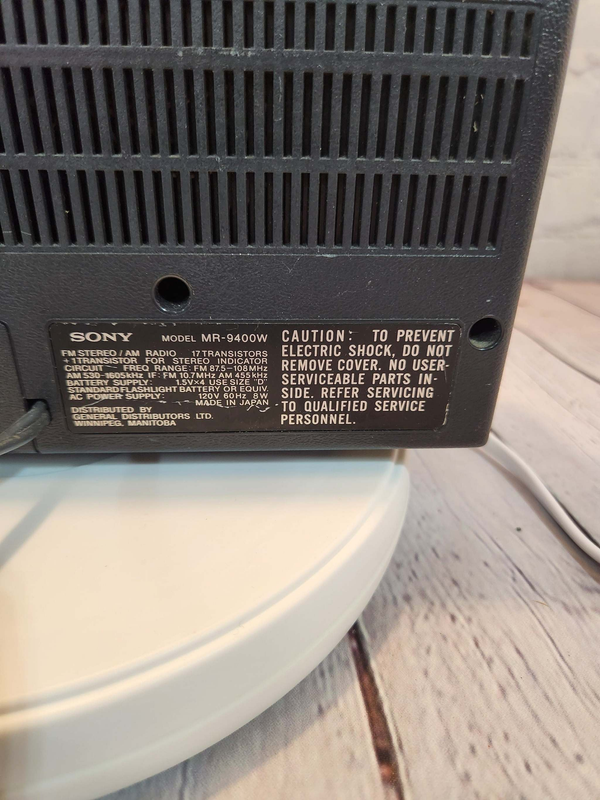 SONY MODEL MR-9400W
FM STEREO / AM RADIO 17 TRANSISTORS
+1 TRANSISTOR FOR STEREO INDICATOR
CIRCUIT FREQ RANGE: FM 87.5-108MHz
AM 530-1605kHz IF: FM 10.7MHz AM 455kHz
BATTERY SUPPLY: 1.5V×4 USE SIZE "D"
STANDARD FLASHLIGHT BATTERY OR EQUIV.
AC POWER SUPPLY: 120V 60Hz 8W
MADE IN JAPAN
DISTRIBUTED BY
GENERAL DISTRIBUTORS LTD.
WINNIPEG, MANITOBA
CAUTION: TO PREVENT
ELECTRIC SHOCK, DO NOT
REMOVE COVER. NO USER-
SERVICEABLE PARTS IN-
SIDE. REFER SERVICING
TO QUALIFIED SERVICE
PERSONNEL.